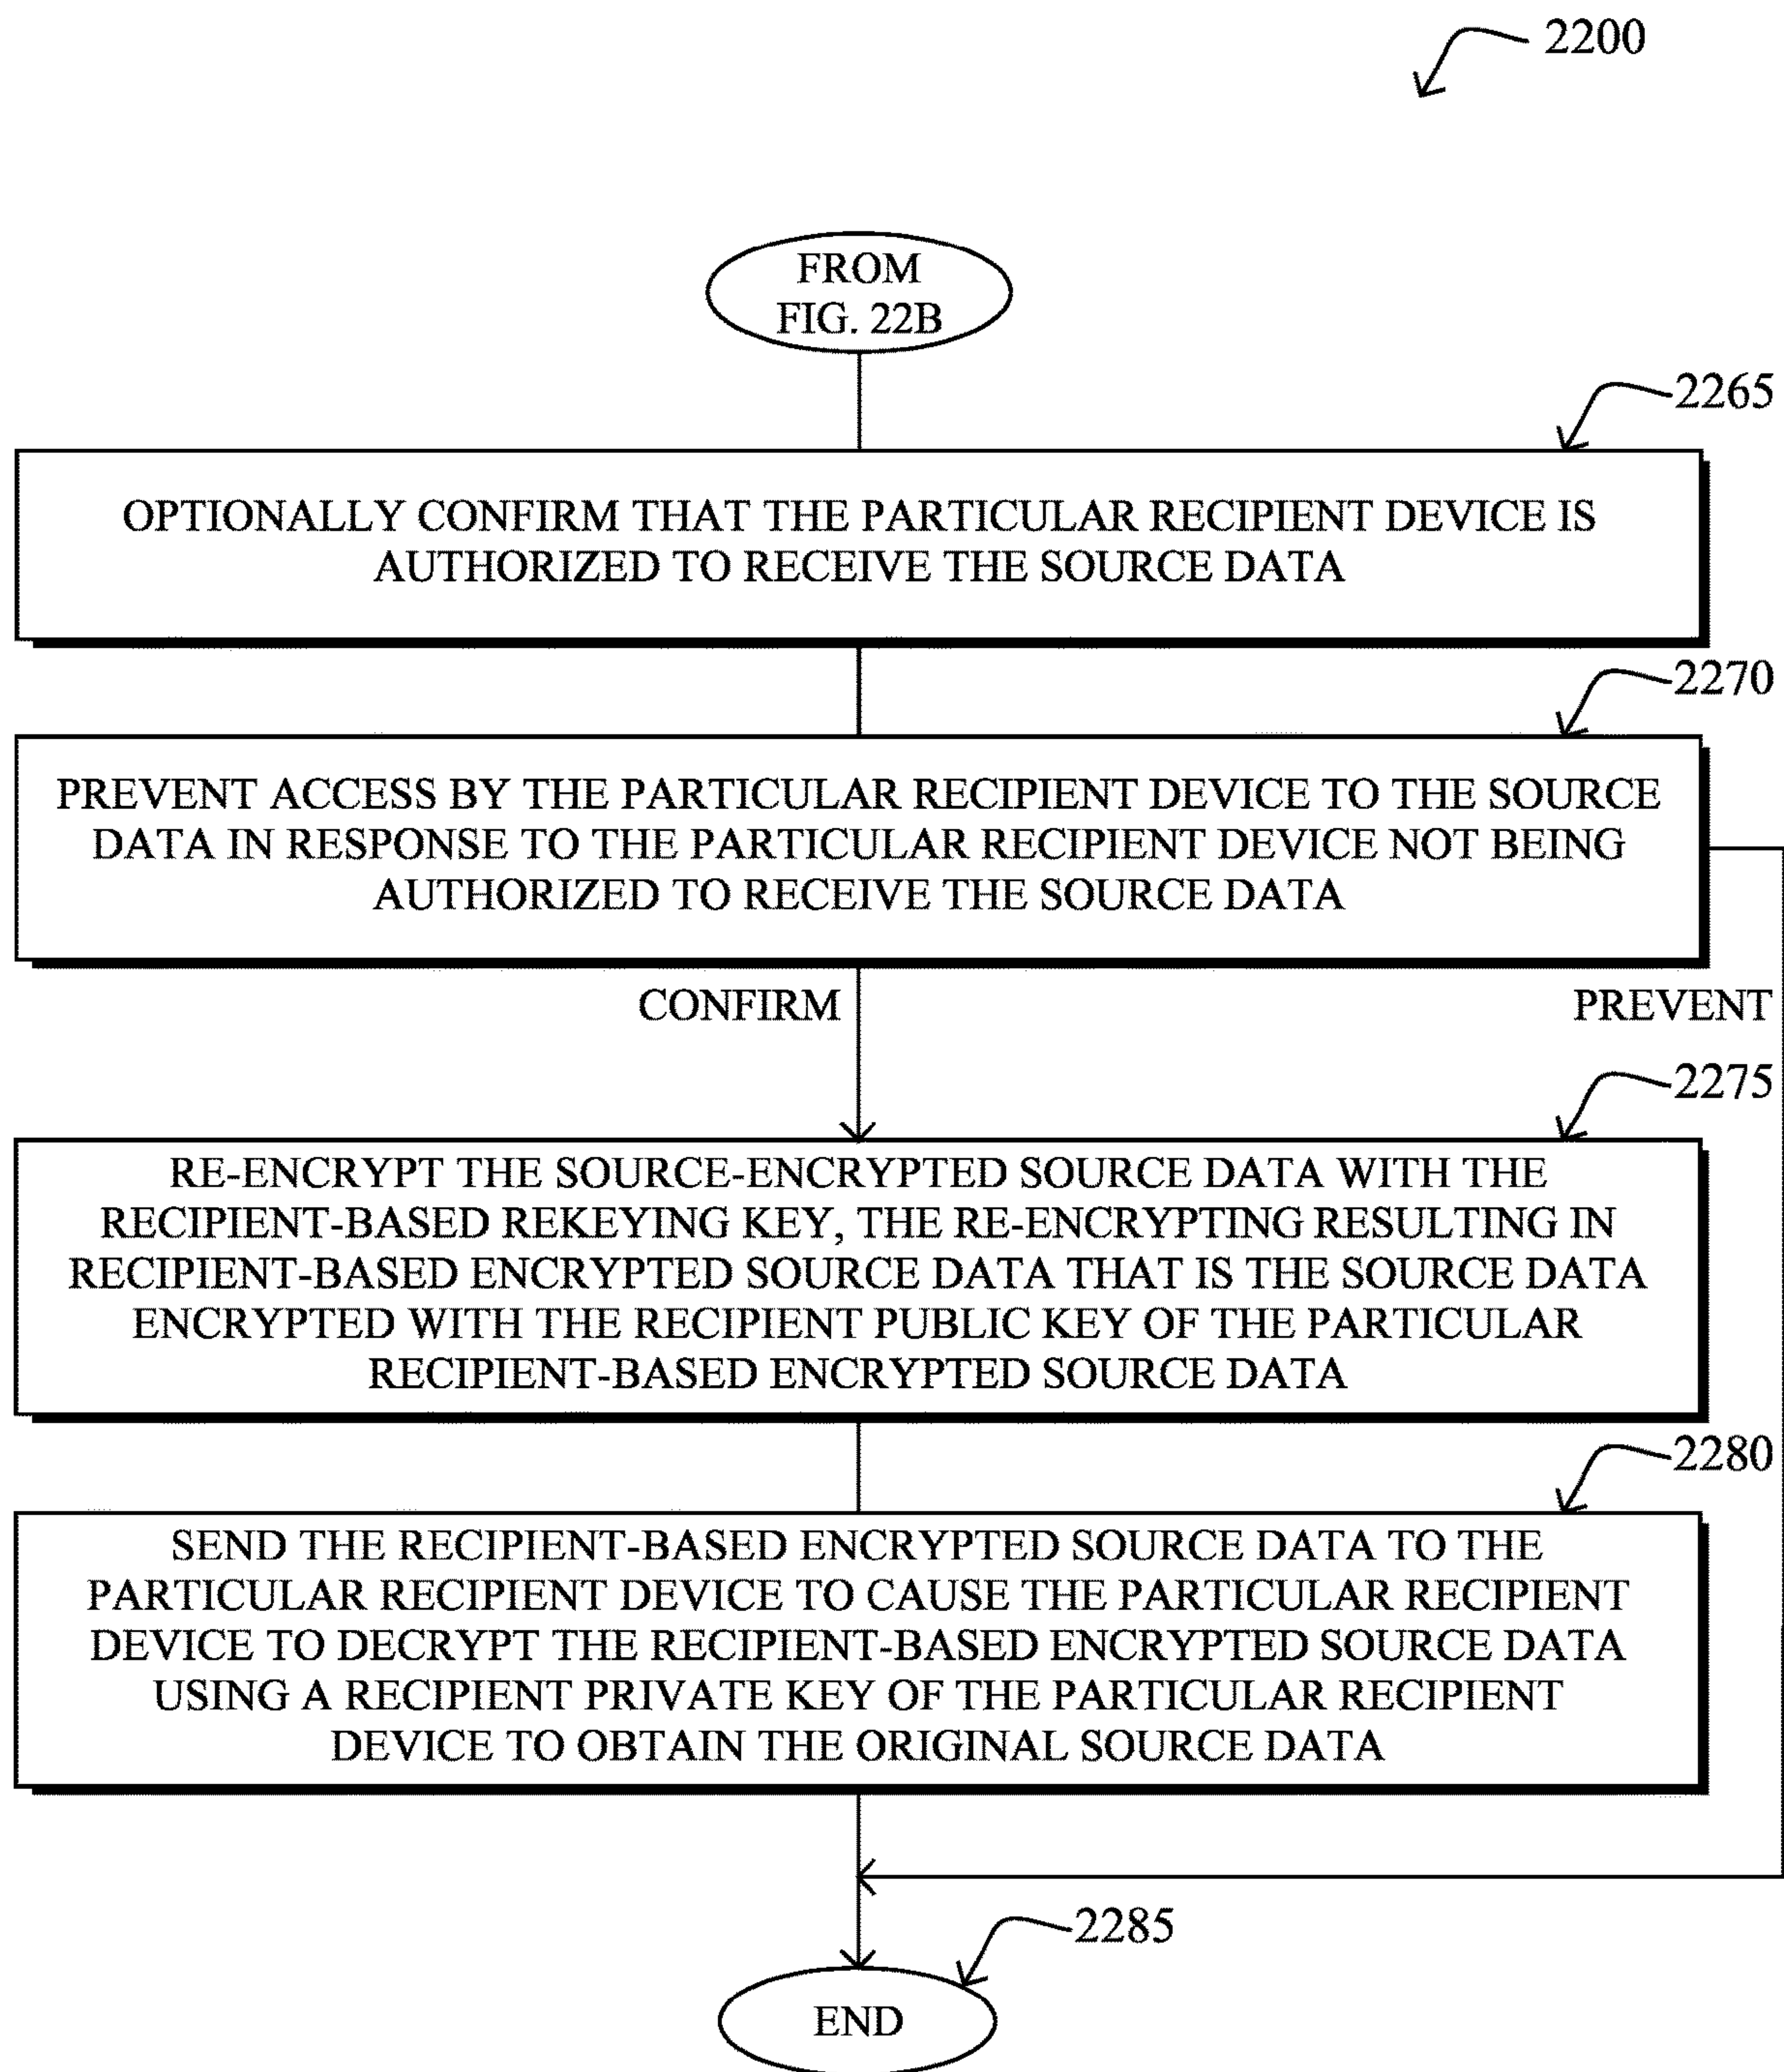 2200
FROM
FIG. 22B
2265
OPTIONALLY CONFIRM THAT THE PARTICULAR RECIPIENT DEVICE IS
AUTHORIZED TO RECEIVE THE SOURCE DATA
2270
PREVENT ACCESS BY THE PARTICULAR RECIPIENT DEVICE TO THE SOURCE
DATA IN RESPONSE TO THE PARTICULAR RECIPIENT DEVICE NOT BEING
AUTHORIZED TO RECEIVE THE SOURCE DATA
CONFIRM
PREVENT
2275
RE-ENCRYPT THE SOURCE-ENCRYPTED SOURCE DATA WITH THE
RECIPIENT-BASED REKEYING KEY, THE RE-ENCRYPTING RESULTING IN
RECIPIENT-BASED ENCRYPTED SOURCE DATA THAT IS THE SOURCE DATA
ENCRYPTED WITH THE RECIPIENT PUBLIC KEY OF THE PARTICULAR
RECIPIENT-BASED ENCRYPTED SOURCE DATA
2280
SEND THE RECIPIENT-BASED ENCRYPTED SOURCE DATA TO THE
PARTICULAR RECIPIENT DEVICE TO CAUSE THE PARTICULAR RECIPIENT
DEVICE TO DECRYPT THE RECIPIENT-BASED ENCRYPTED SOURCE DATA
USING A RECIPIENT PRIVATE KEY OF THE PARTICULAR RECIPIENT
DEVICE TO OBTAIN THE ORIGINAL SOURCE DATA
2285
END